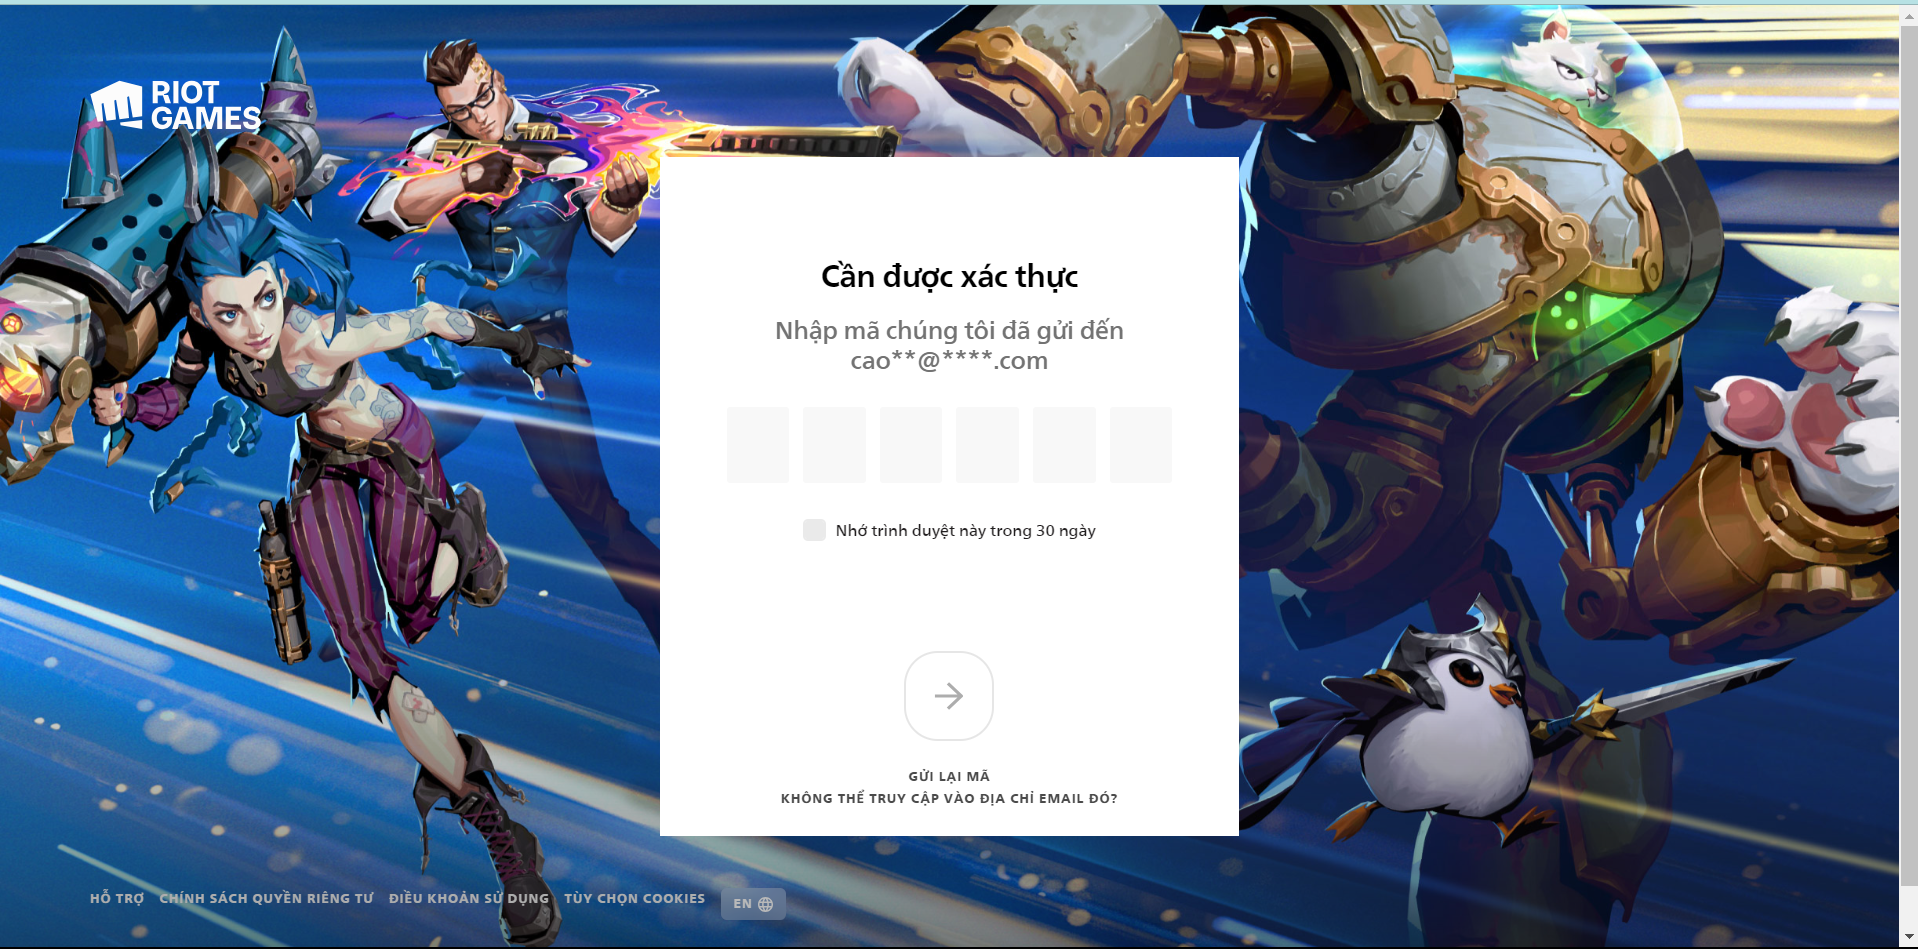 RIOT
GAMES
Cần được xác thực
Nhập mã chúng tôi đã gửi đến
cao**@****.com
Nhớ trình duyệt này trong 30 ngày
GỬI LẠI MÃ
KHÔNG THỂ TRUY CẬP VÀO ĐỊA CHỈ EMAIL ĐÓ?
HỖ TRỢ CHÍNH SÁCH QUYỀN RIÊNG TƯ ĐIỀU KHOẢN SỬ DỤNG TÙY CHỌN COOKIES EN